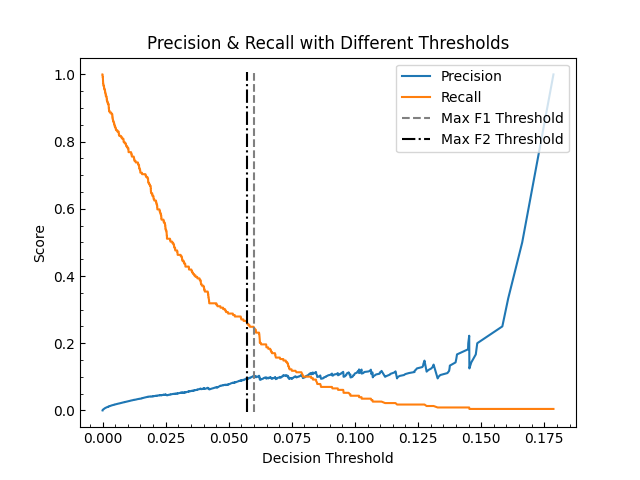 Precision & Recall with Different Thresholds
Precision
Recall
Max F1 Threshold
Max F2 Threshold
Score
1.0
0.8
0.6
0.4
0.2
0.0
0.000 0.025 0.050 0.075 0.100 0.125 0.150 0.175
Decision Threshold